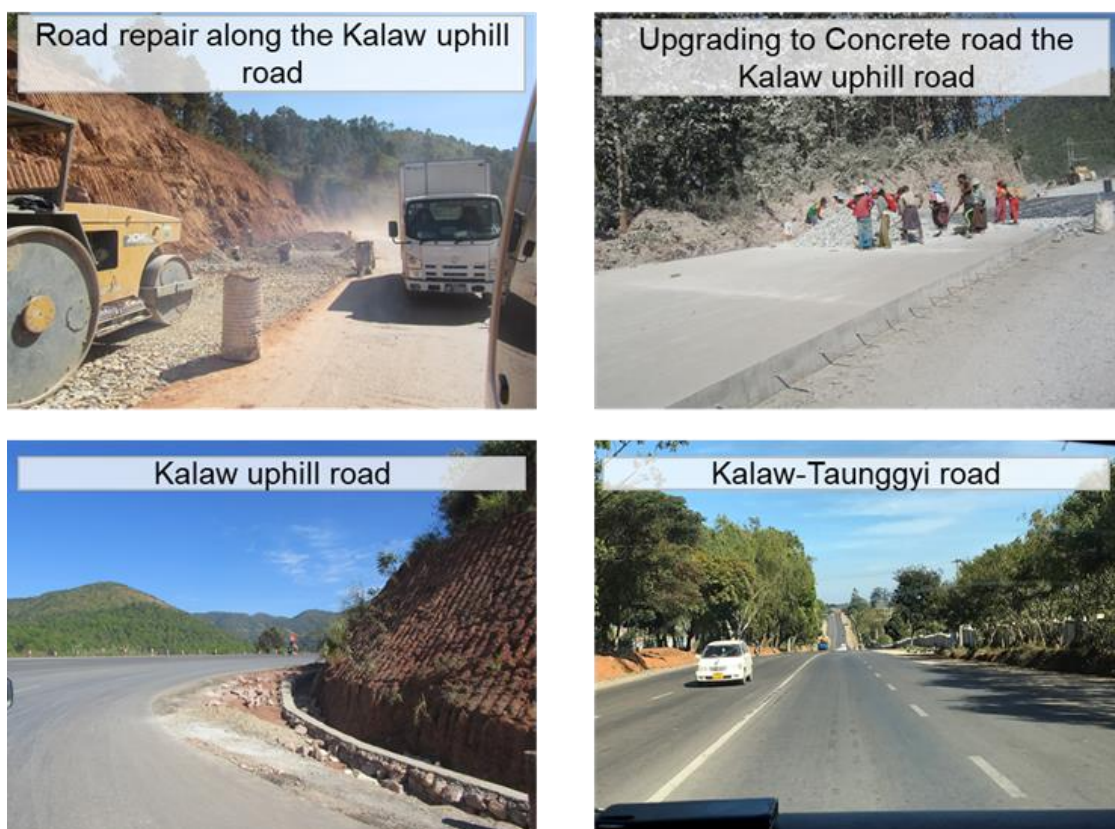 Road repair along the Kalaw uphill
road
Upgrading to Concrete road the
Kalaw uphill road
Kalaw uphill road
Kalaw-Taunggyi road